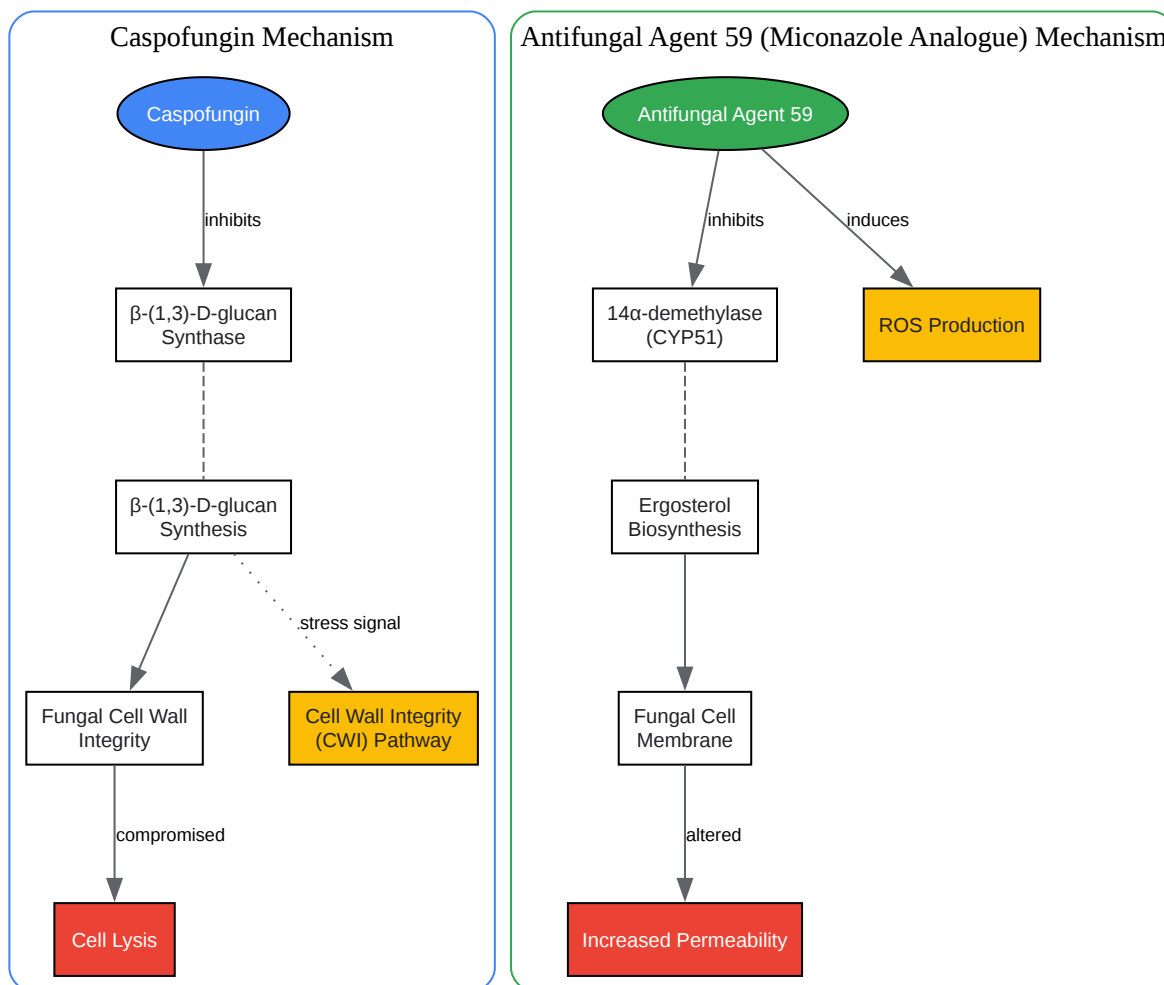 Caspofungin Mechanism
Caspofungin
inhibits
β-(1,3)-D-glucan
Synthase
β-(1,3)-D-glucan
Synthesis
stress signal
Fungal Cell Wall
Integrity
Cell Wall Integrity
(CWI) Pathway
compromised
Cell Lysis
Antifungal Agent 59 (Miconazole Analogue) Mechanism
Antifungal Agent 59
inhibits
induces
14α-demethylase
(CYP51)
ROS Production
Ergosterol
Biosynthesis
Fungal Cell
Membrane
altered
Increased Permeability